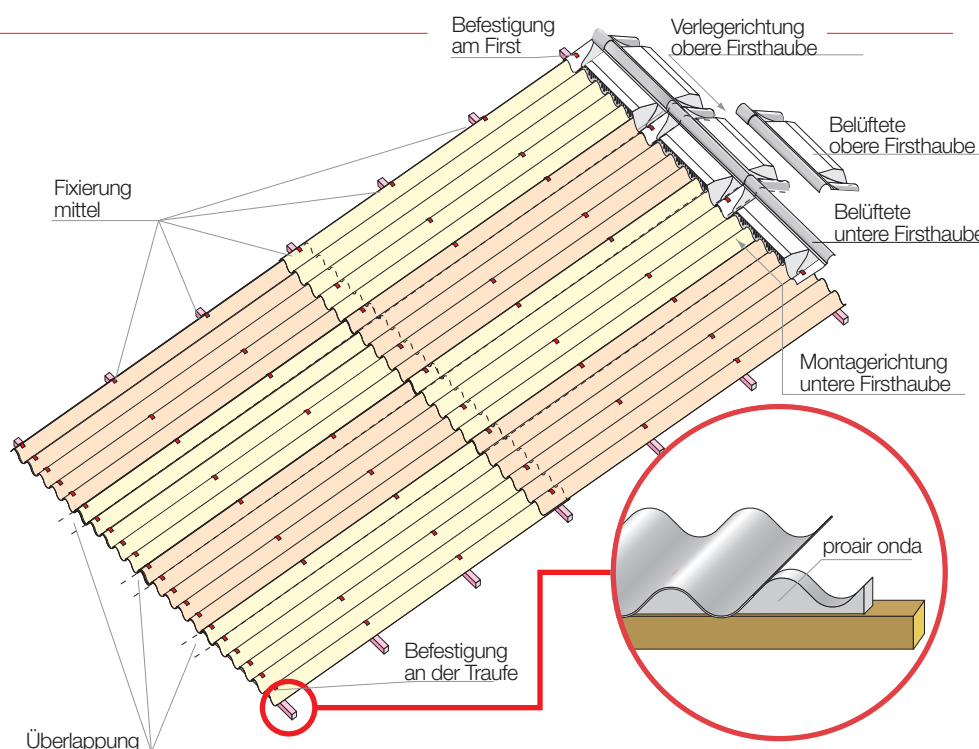 Befestigung
am First
Verlegerichtung
obere Firsthaube
Belüftete
obere Firsthaube
Fixierung
mittel
Belüftete
untere Firsthaube
Montagerichtung
untere Firsthaube
proair onda
Befestigung
an der Traufe
Überlappung